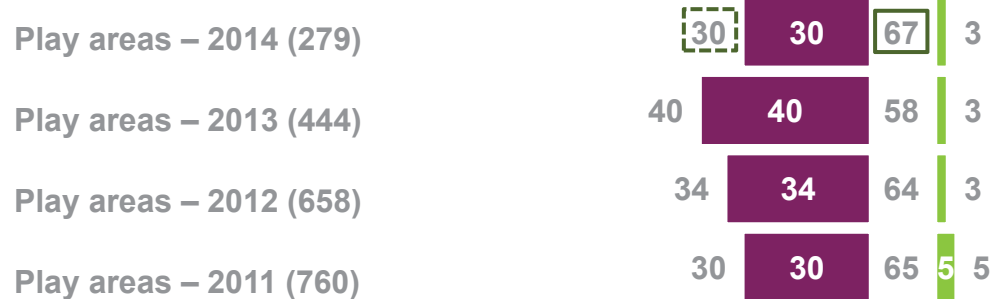 Play areas – 2014 (279) 30 30 67 3
Play areas – 2013 (444) 40 40 58 3
Play areas – 2012 (658) 34 34 64 3
Play areas – 2011 (760) 30 30 65 5 5